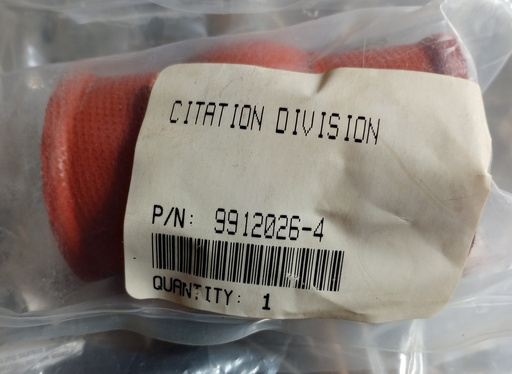 CITATION DIVISION
P/N: 9912026-4
QUANTITY: 1